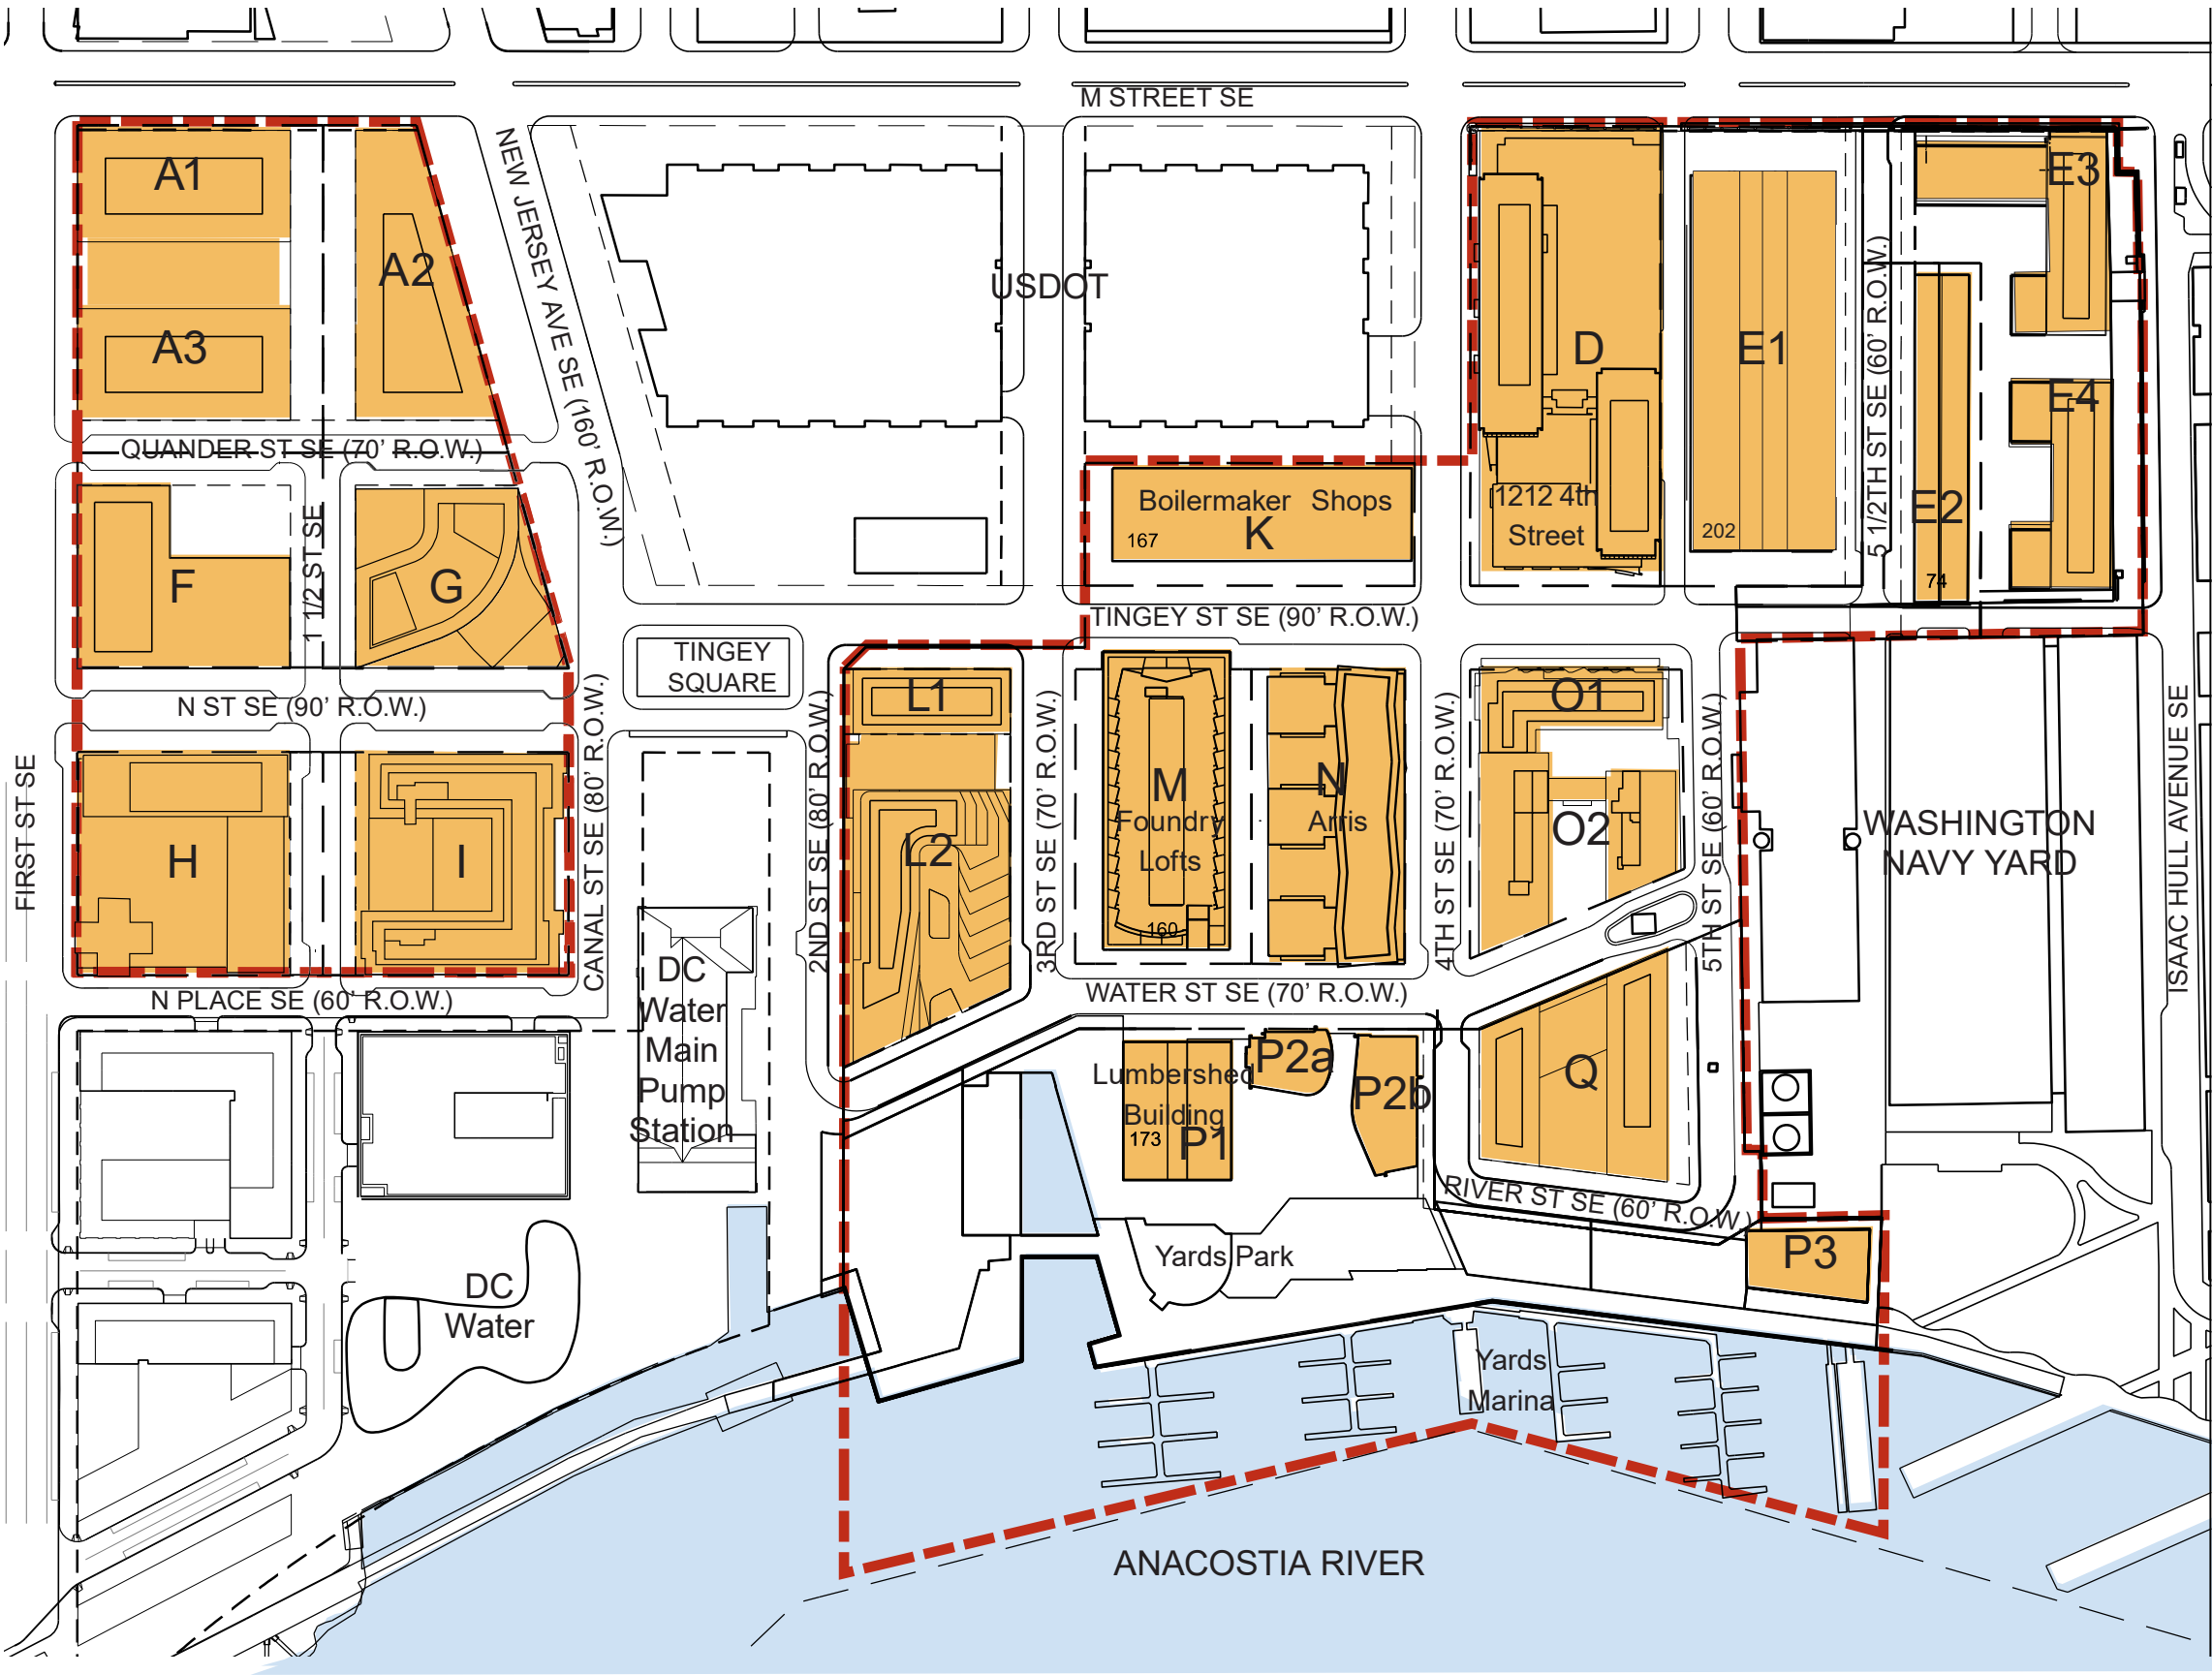 M STREET SE
A1
A2
A3
NEW JERSEY AVE SE (160' R.O.W.)
USDOT
D
E1
5 1/2TH ST SE (60' R.O.W.)
E3
E4
E2
74
202
1212 4th
Street
Boilermaker Shops
167
K
QUANDER ST SE (70' R.O.W.)
F
1 1/2 ST SE
G
TINGEY ST SE (90' R.O.W.)
TINGEY
SQUARE
N ST SE (90' R.O.W.)
FIRST ST SE
H
I
CANAL ST SE (80' R.O.W.)
2ND ST SE (80' R.O.W.)
L1
L2
3RD ST SE (70' R.O.W.)
M
Foundry
Lofts
160
N
Arris
4TH ST SE (70' R.O.W.)
O1
O2
5TH ST SE (60' R.O.W.)
WASHINGTON
NAVY YARD
ISAAC HULL AVENUE SE
N PLACE SE (60' R.O.W.)
DC
Water
Main
Pump
Station
WATER ST SE (70' R.O.W.)
Lumbershed
Building
173
P1
P2a
P2b
Q
RIVER ST SE (60' R.O.W.)
P3
Yards Park
DC
Water
Yards
Marina
ANACOSTIA RIVER